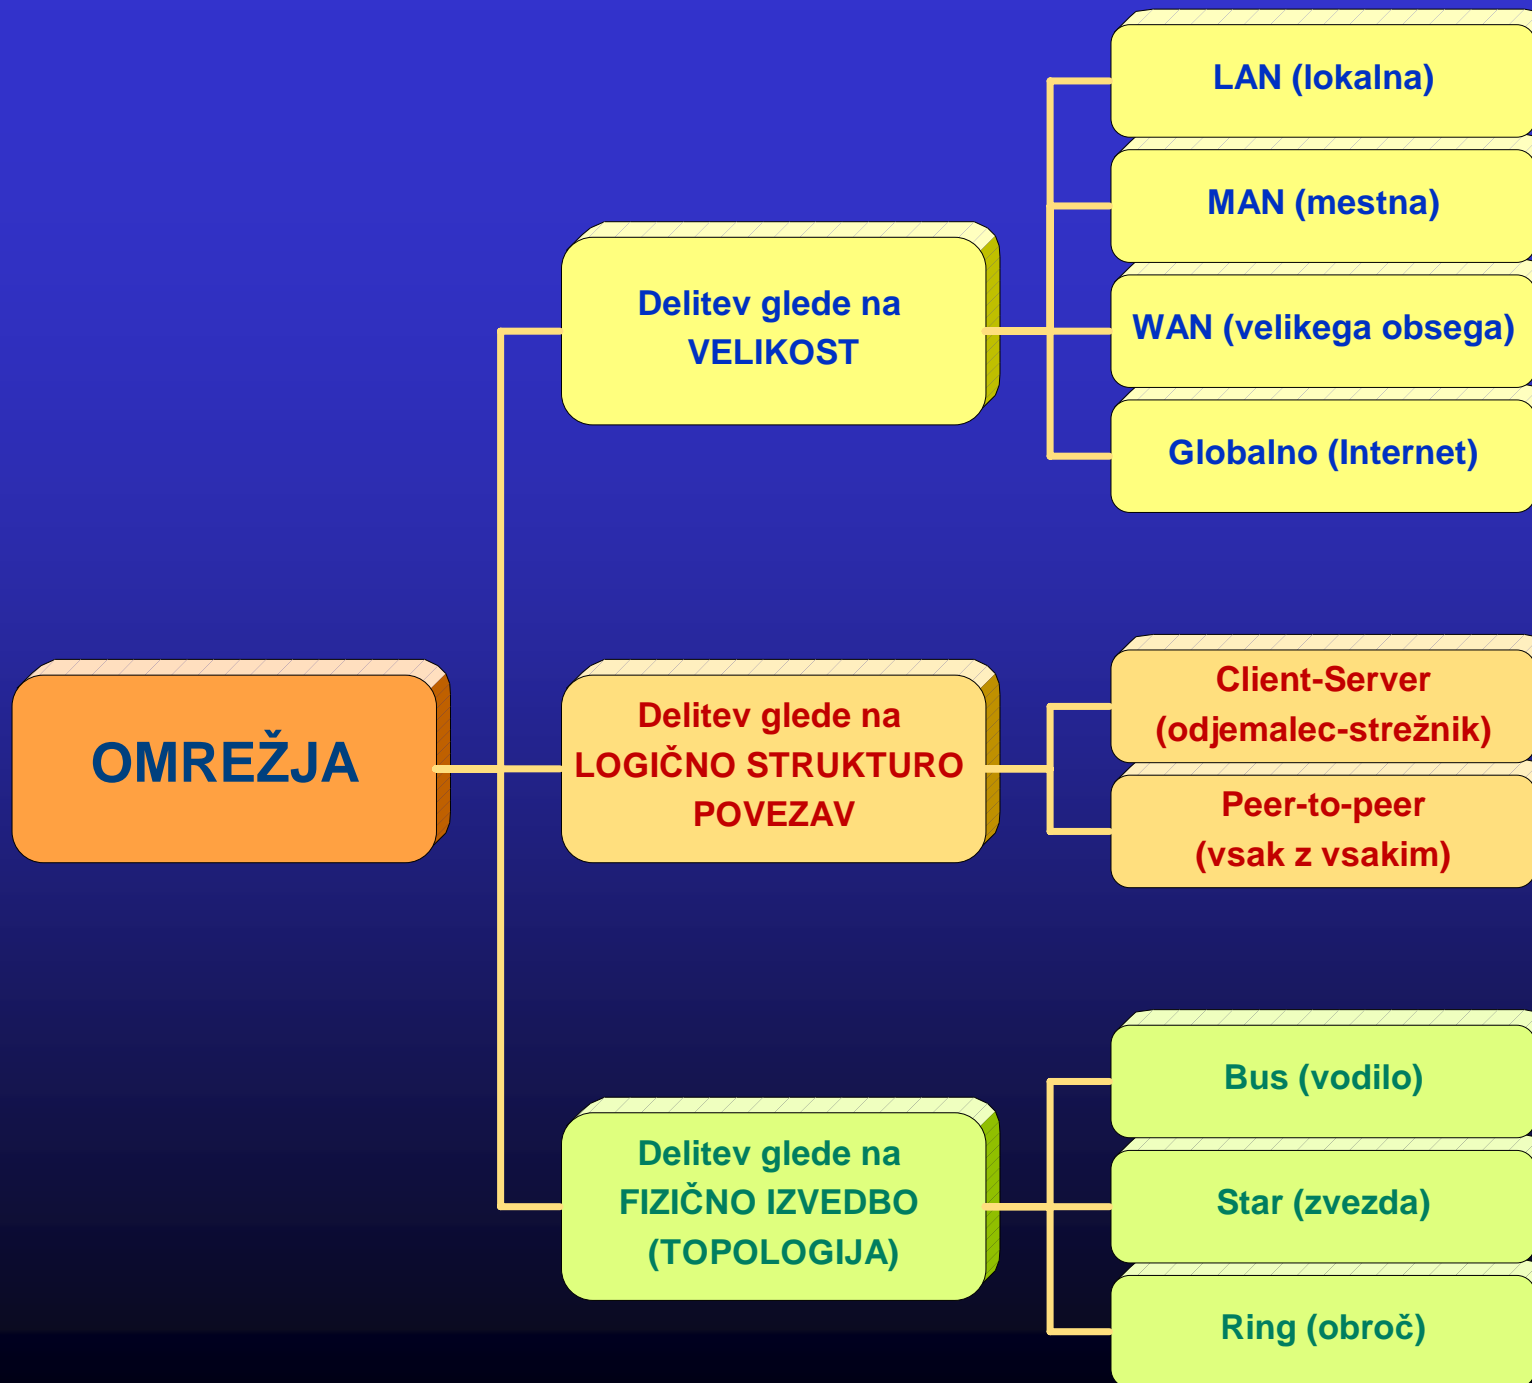 OMREŽJA
Delitev glede na
VELIKOST
LAN (lokalna)
MAN (mestna)
WAN (velikega obsega)
Globalno (Internet)
Delitev glede na
LOGIČNO STRUKTURO
POVEZAV
Client-Server
(odjemalec-strežnik)
Peer-to-peer
(vsak z vsakim)
Delitev glede na
FIZIČNO IZVEDBO
(TOPOLOGIJA)
Bus (vodilo)
Star (zvezda)
Ring (obroč)